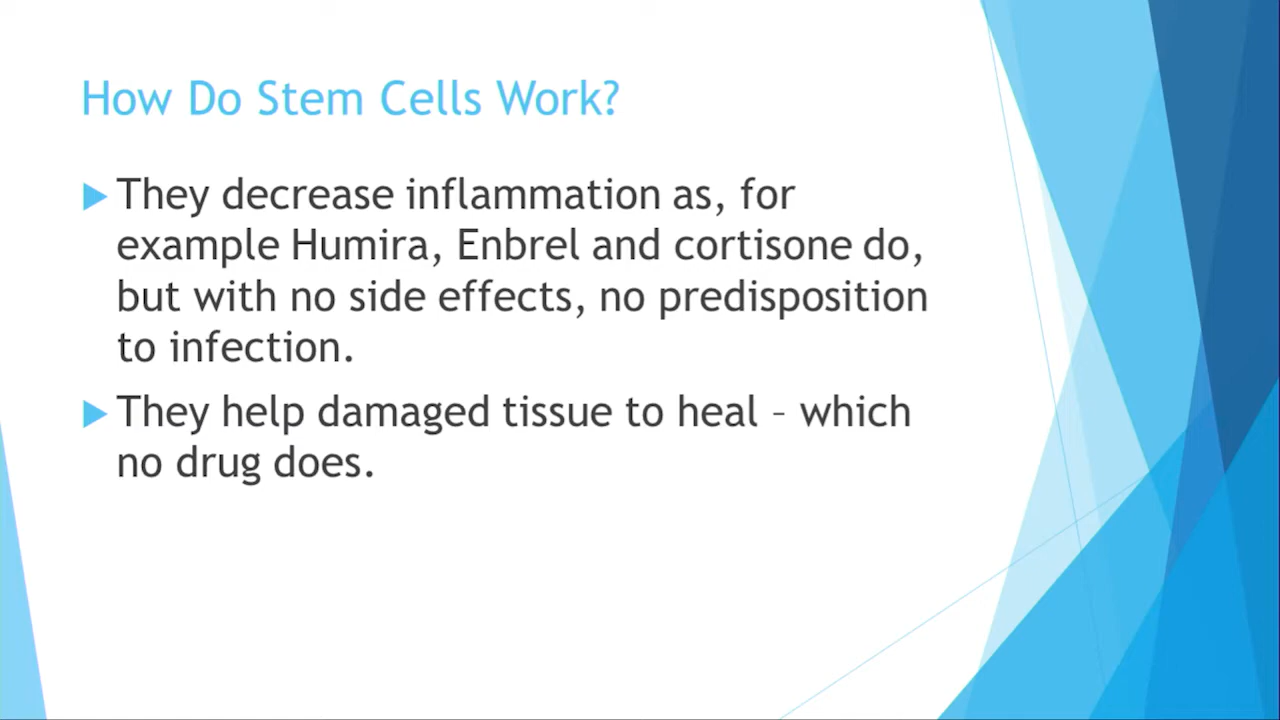 How Do Stem Cells Work?
They decrease inflammation as, for
example Humira, Enbrel and cortisone do,
but with no side effects, no predisposition
to infection.
They help damaged tissue to heal – which
no drug does.